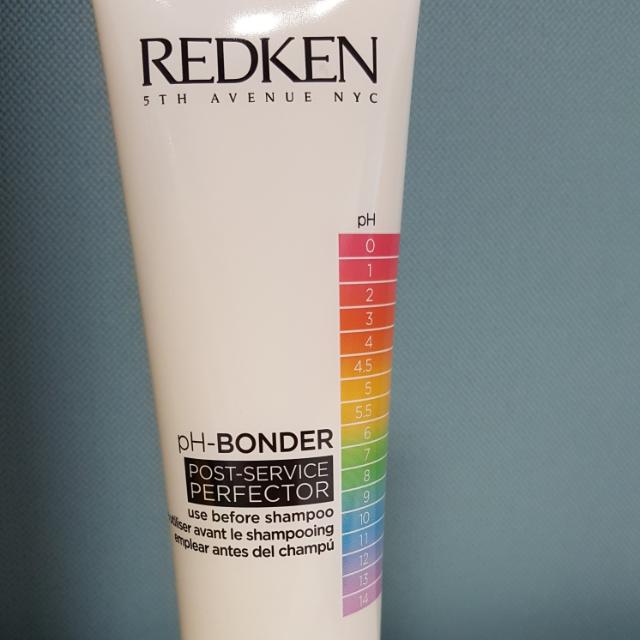 REDKEN
5TH AVENUE NYC
pH
0
1
2
3
4
4.5
5
5.5
6
7
8
9
10
11
12
13
14
pH-BONDER
POST-SERVICE
PERFECTOR
use before shampoo
utiliser avant le shampooing
emplear antes del champú